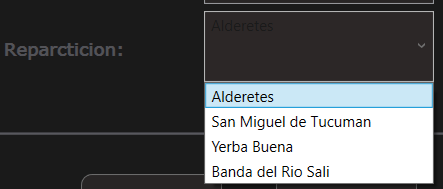 Alderetes
Reparcticion:
Alderetes
San Miguel de Tucuman
Yerba Buena
Banda del Rio Sali